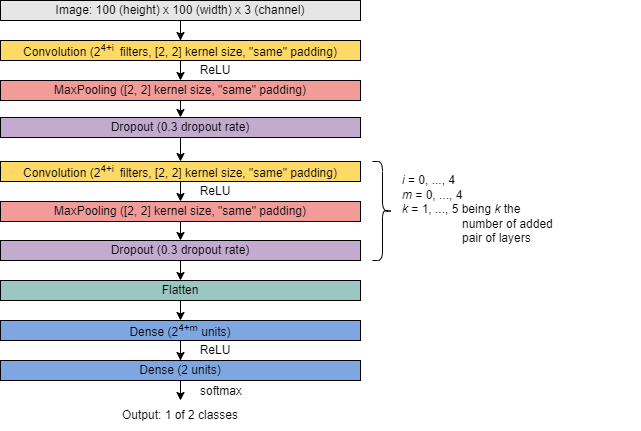 Image: 100 (height) x 100 (width) x 3 (channel)
Convolution (2^4+i filters, [2, 2] kernel size, "same" padding)
ReLU
MaxPooling ([2, 2] kernel size, "same" padding)
Dropout (0.3 dropout rate)
Convolution (2^4+i filters, [2, 2] kernel size, "same" padding)
ReLU
MaxPooling ([2, 2] kernel size, "same" padding)
Dropout (0.3 dropout rate)
i = 0, ..., 4
m = 0, ..., 4
k = 1, ..., 5 being k the
number of added
pair of layers
Flatten
Dense (2^4+m units)
ReLU
Dense (2 units)
softmax
Output: 1 of 2 classes